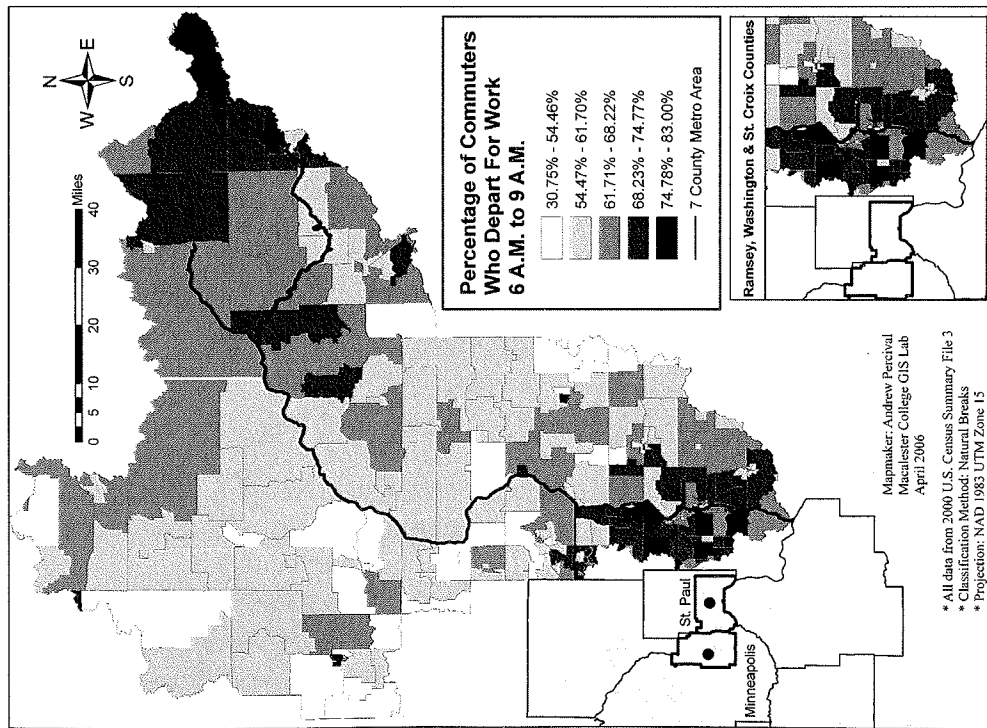 N
W
E
S
0 5 10 20 30 40
Miles
Percentage of Commuters
Who Depart For Work
6 A.M. to 9 A.M.
30.75% - 54.46%
54.47% - 61.70%
61.71% - 68.22%
68.23% - 74.77%
74.78% - 83.00%
7 County Metro Area
Ramsey, Washington & St. Croix Counties
Mapmaker: Andrew Percival
Macalester College GIS Lab
April 2006
St. Paul
Minneapolis
* All data from 2000 U.S. Census Summary File 3
* Classification Method: Natural Breaks
* Projection: NAD 1983 UTM Zone 15